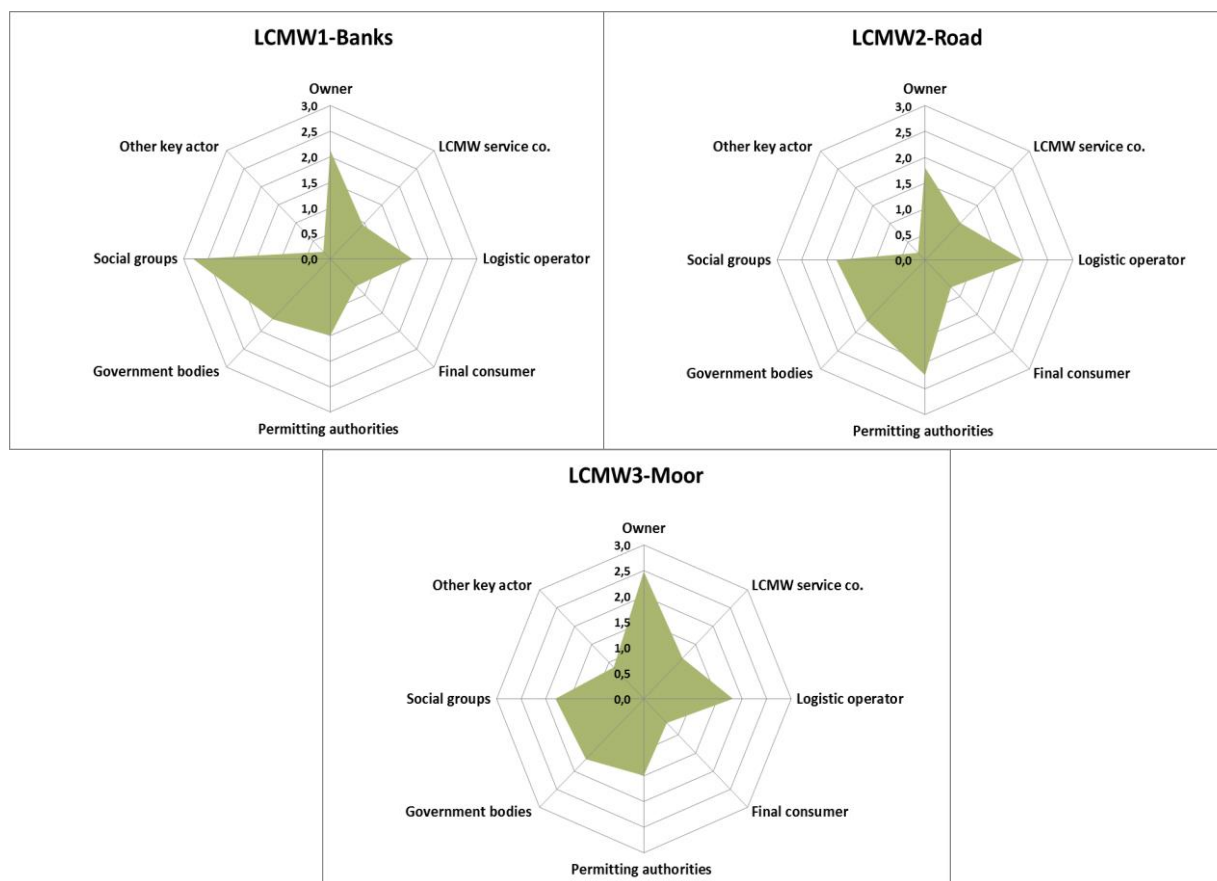 LCMW1-Banks
Owner
3,0
2,5
2,0
1,5
1,0
0,5
0,0
LCMW service co.
Logistic operator
Final consumer
Permitting authorities
Government bodies
Social groups
Other key actor
LCMW2-Road
Owner
3,0
2,5
2,0
1,5
1,0
0,5
0,0
LCMW service co.
Logistic operator
Final consumer
Permitting authorities
Government bodies
Social groups
Other key actor
LCMW3-Moor
Owner
3,0
2,5
2,0
1,5
1,0
0,5
0,0
LCMW service co.
Logistic operator
Final consumer
Permitting authorities
Government bodies
Social groups
Other key actor